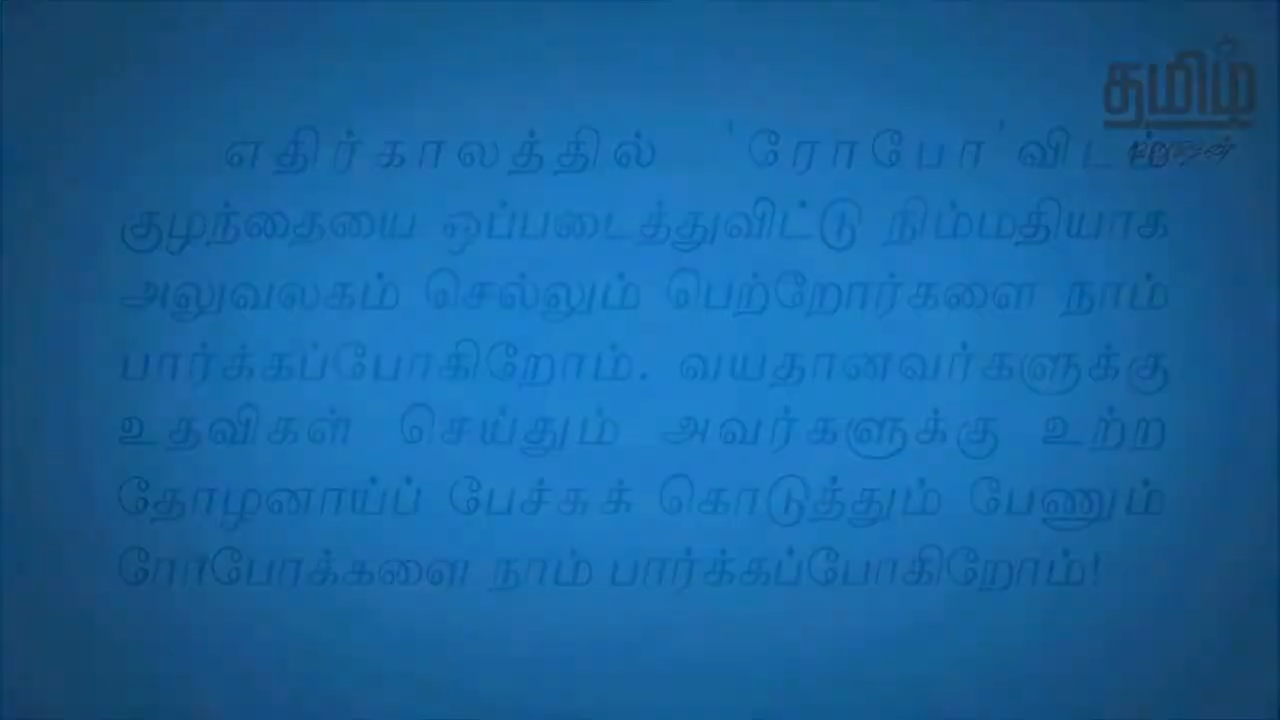 தமிழ்
எதிர்காலத்தில் 'ரோபோ'விடம்
குழந்தையை ஒப்படைத்துவிட்டு நிம்மதியாக
அலுவலகம் செல்லும் பெற்றோர்களை நாம்
பார்க்கப்போகிறோம். வயதானவர்களுக்கு
உதவிகள் செய்தும் அவர்களுக்கு உற்ற
தோழனாய்ப் பேச்சுக் கொடுத்தும் பேணும்
ரோபோக்களை நாம் பார்க்கப்போகிறோம்!